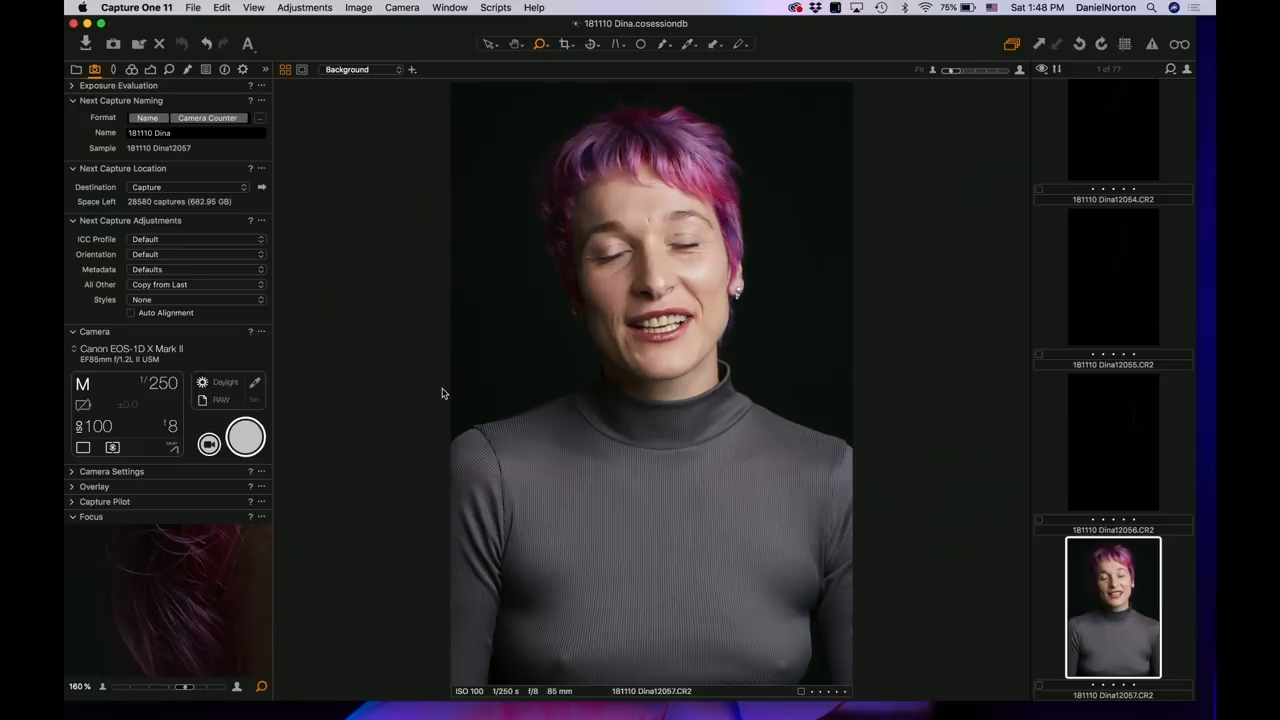 Capture One 11 File Edit View Adjustments Image Camera Window Scripts Help 75% Sat 1:48 PM DanielNorton
181110 Dina.cosessiondb
Background
Fit
1 of 77
Exposure Evaluation ? ...
Next Capture Naming ? ...
Format Name Camera Counter ...
Name 181110 Dina
Sample 181110 Dina12057
Next Capture Location ? ...
Destination Capture
Space Left 28580 captures (682.95 GB)
Next Capture Adjustments ? ...
ICC Profile Default
Orientation Default
Metadata Defaults
All Other Copy from Last
Styles None
Auto Alignment
Camera ? ...
Canon EOS-1D X Mark II
EF85mm f/1.2L II USM
M 1/250
±0.0
ISO 100 f8
Daylight
RAW Set
Camera Settings ? ...
Overlay ? ...
Capture Pilot ? ...
Focus ? ...
160 %
ISO 100 1/250 s f/8 85 mm 181110 Dina12057.CR2
181110 Dina12054.CR2
181110 Dina12055.CR2
181110 Dina12056.CR2
181110 Dina12057.CR2